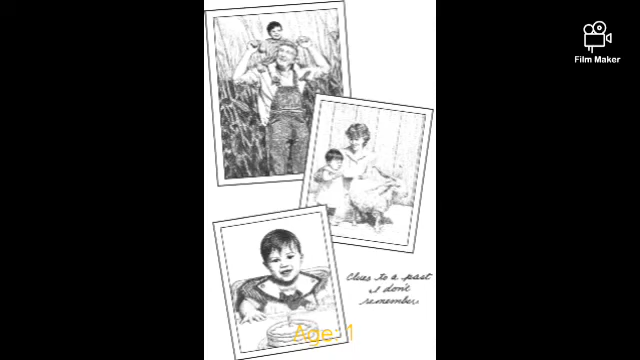 Film Maker
Clues to a past
I don't
remember.
Age: 1